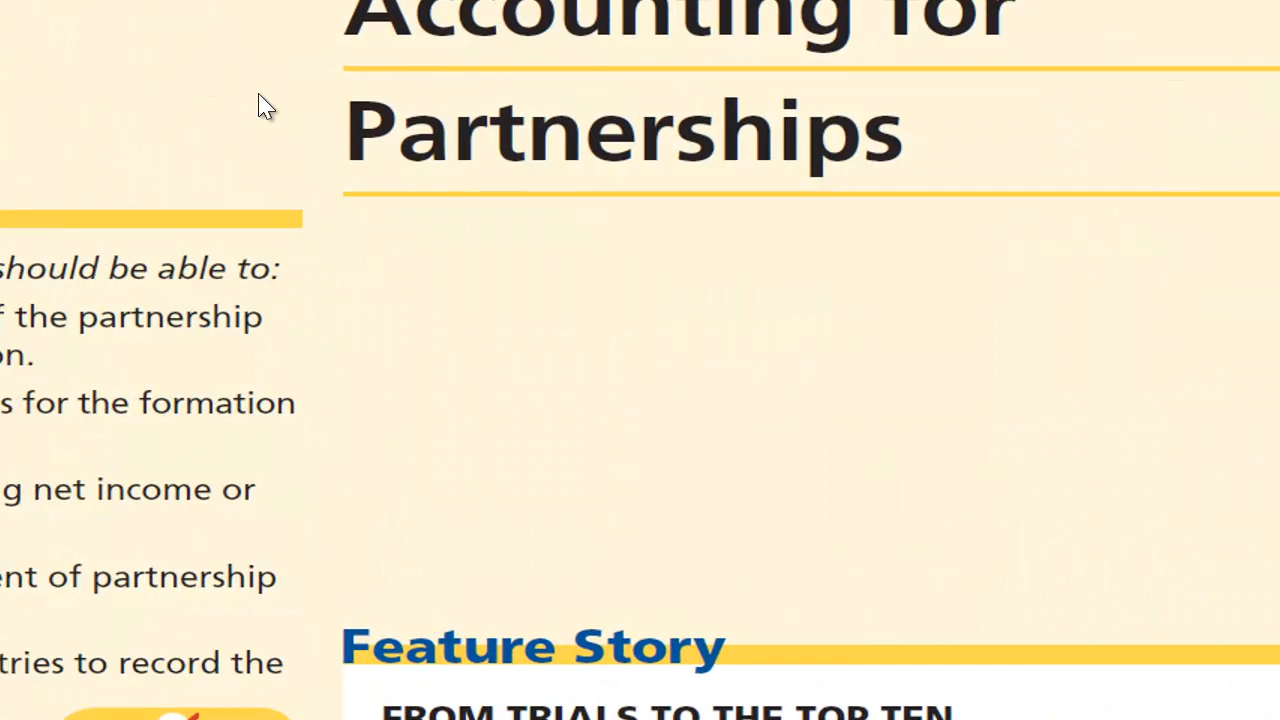 Accounting for
Partnerships
should be able to:
the partnership
on.
s for the formation
g net income or
ent of partnership
tries to record the
Feature Story
FROM TRIALS TO THE TOP TEN